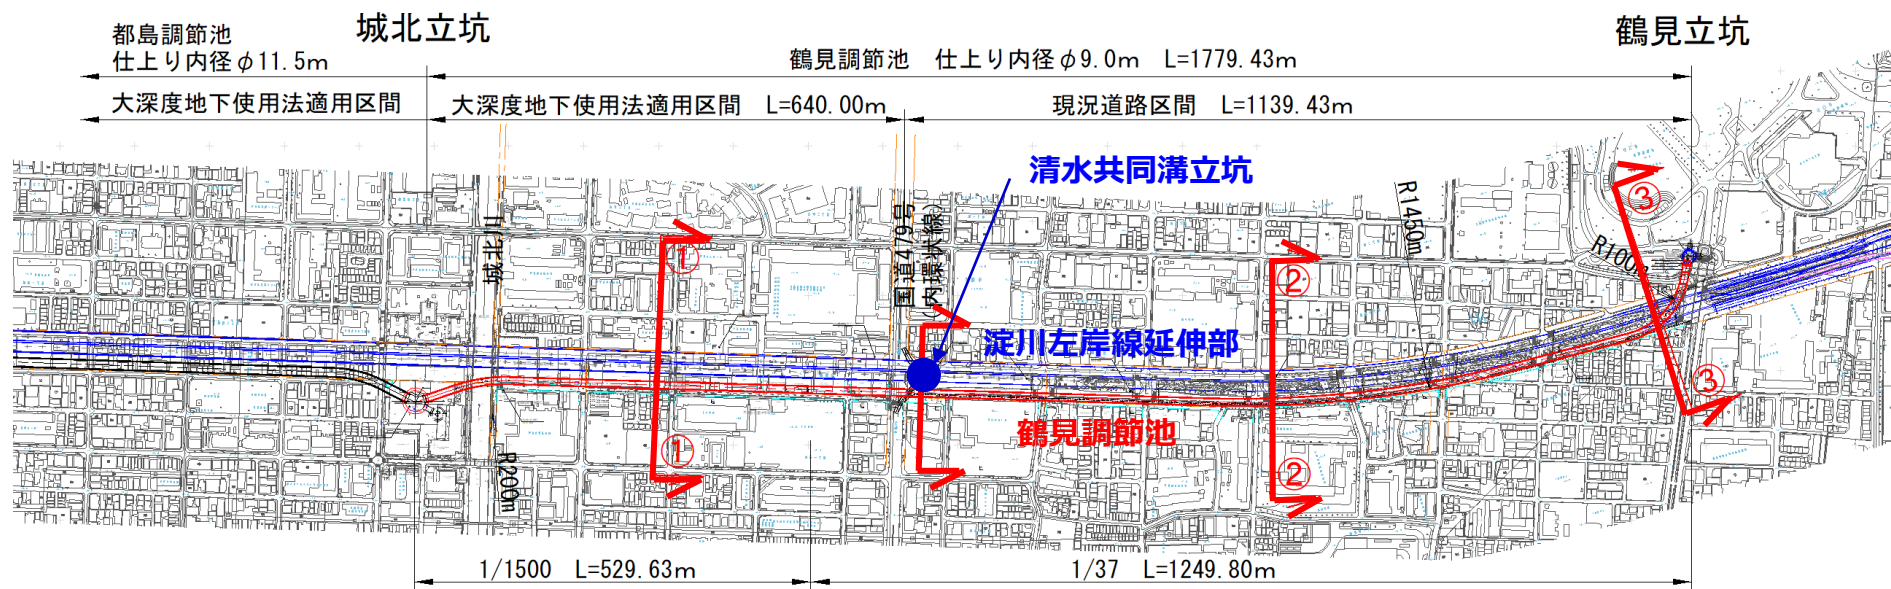 都島調節池
仕上り内径φ11.5m
城北立坑
鶴見調節池 仕上り内径φ9.0m L=1779.43m
鶴見立坑
大深度地下使用法適用区間
大深度地下使用法適用区間 L=640.00m
現況道路区間 L=1139.43m
清水共同溝立坑
城北川
国道479号
(内環状線)
R1450m
R100m
①
②
③
淀川左岸線延伸部
鶴見調節池
①
②
③
R200m
1/1500 L=529.63m
1/37 L=1249.80m